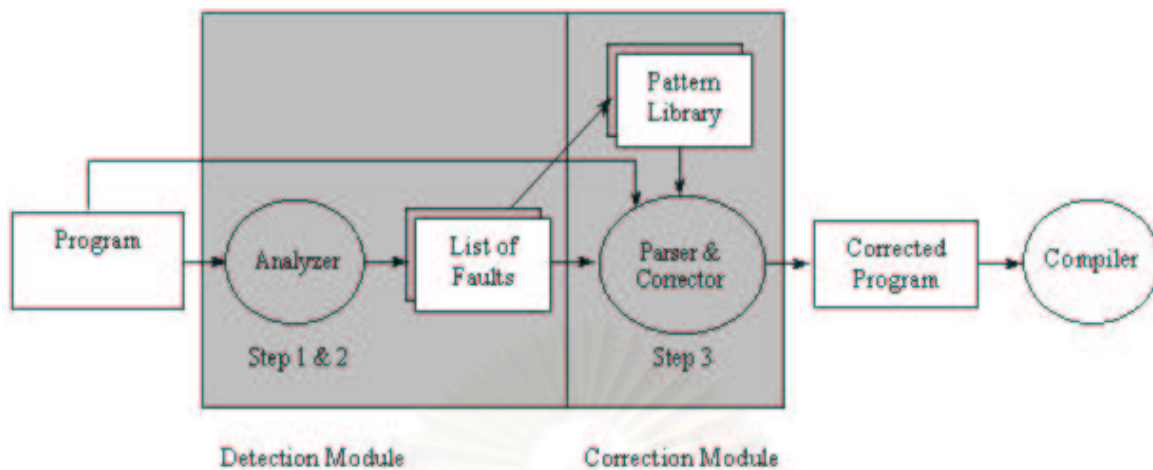 Pattern
Library
Program
Analyzer
List of
Faults
Parser &
Corrector
Corrected
Program
Compiler
Step 1 & 2
Step 3
Detection Module
Correction Module